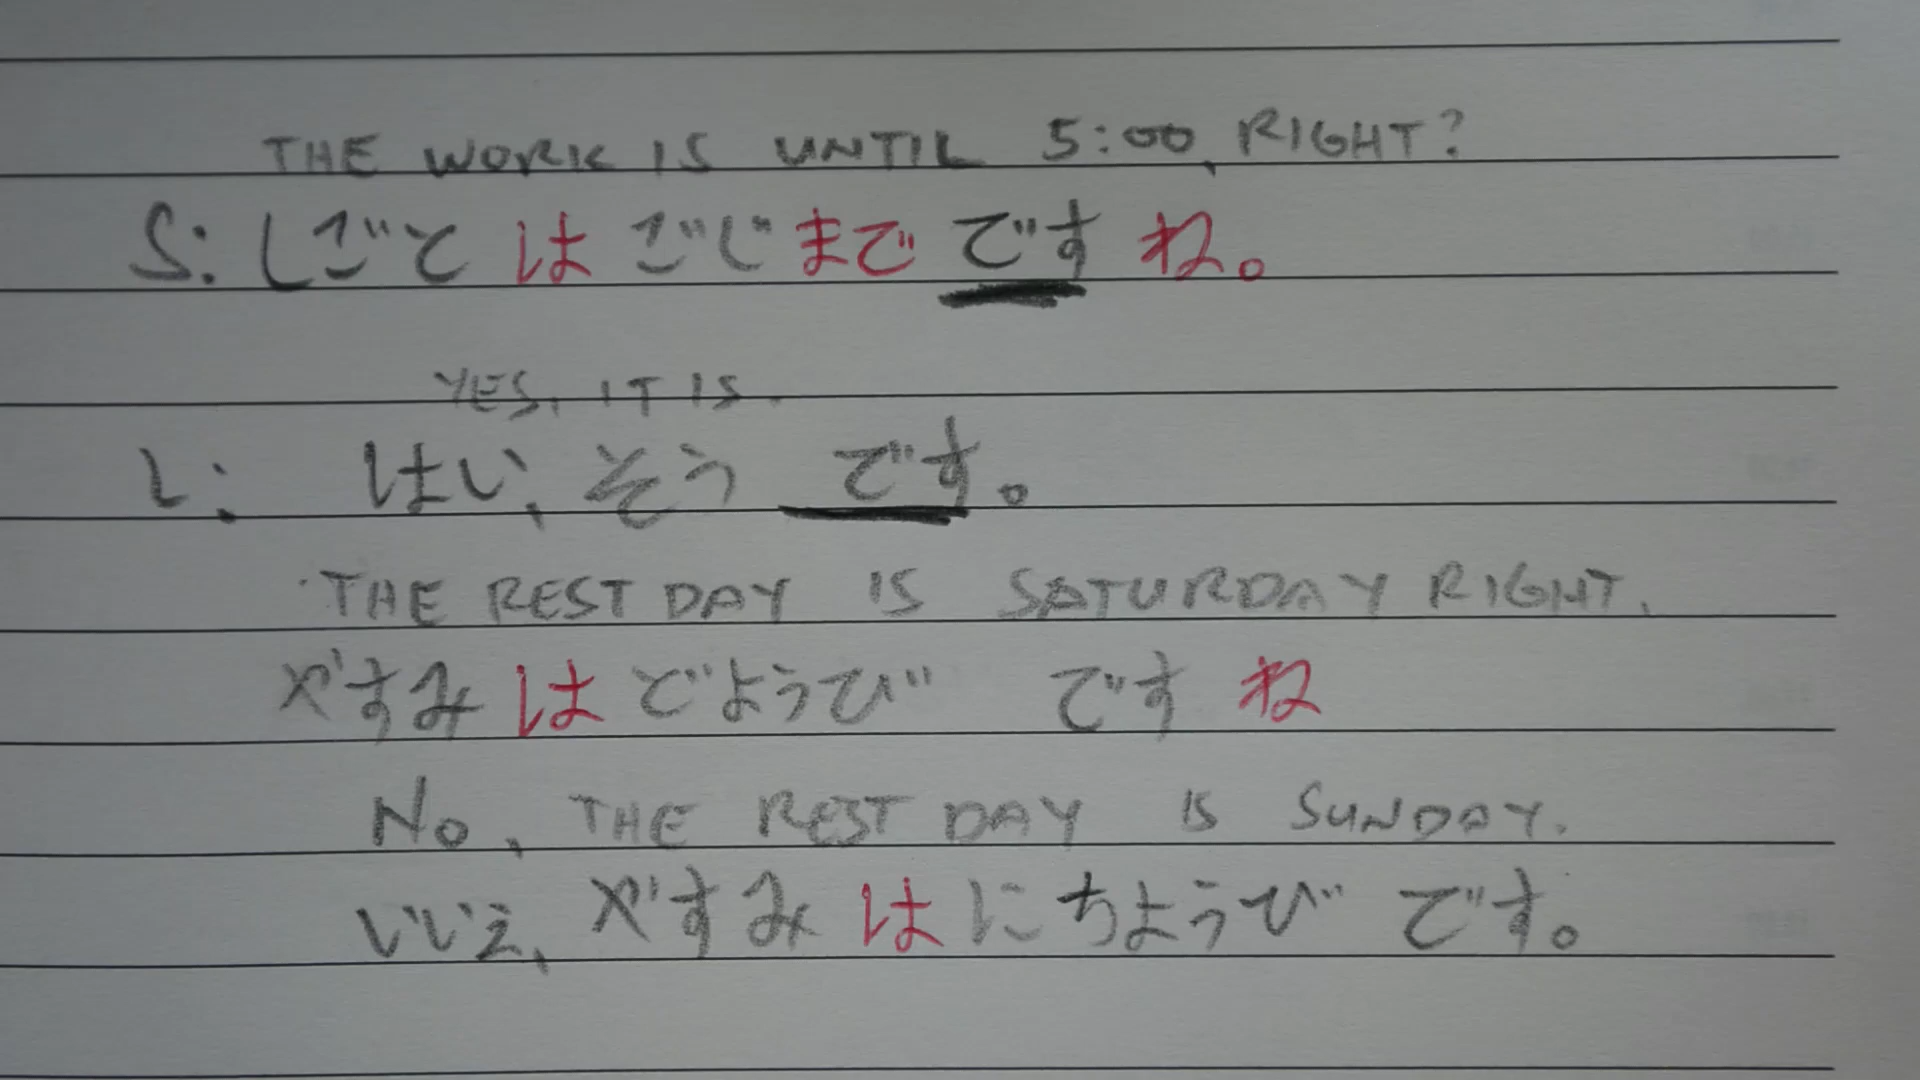 THE WORK IS UNTIL 5:00, RIGHT?
S: しごと は ごじ まで です ね。
YES, IT IS.
L: はい、そう です。
THE REST DAY IS SATURDAY RIGHT.
やすみ は どようび です ね
No, THE REST DAY IS SUNDAY.
いいえ、やすみ は にちようび です。